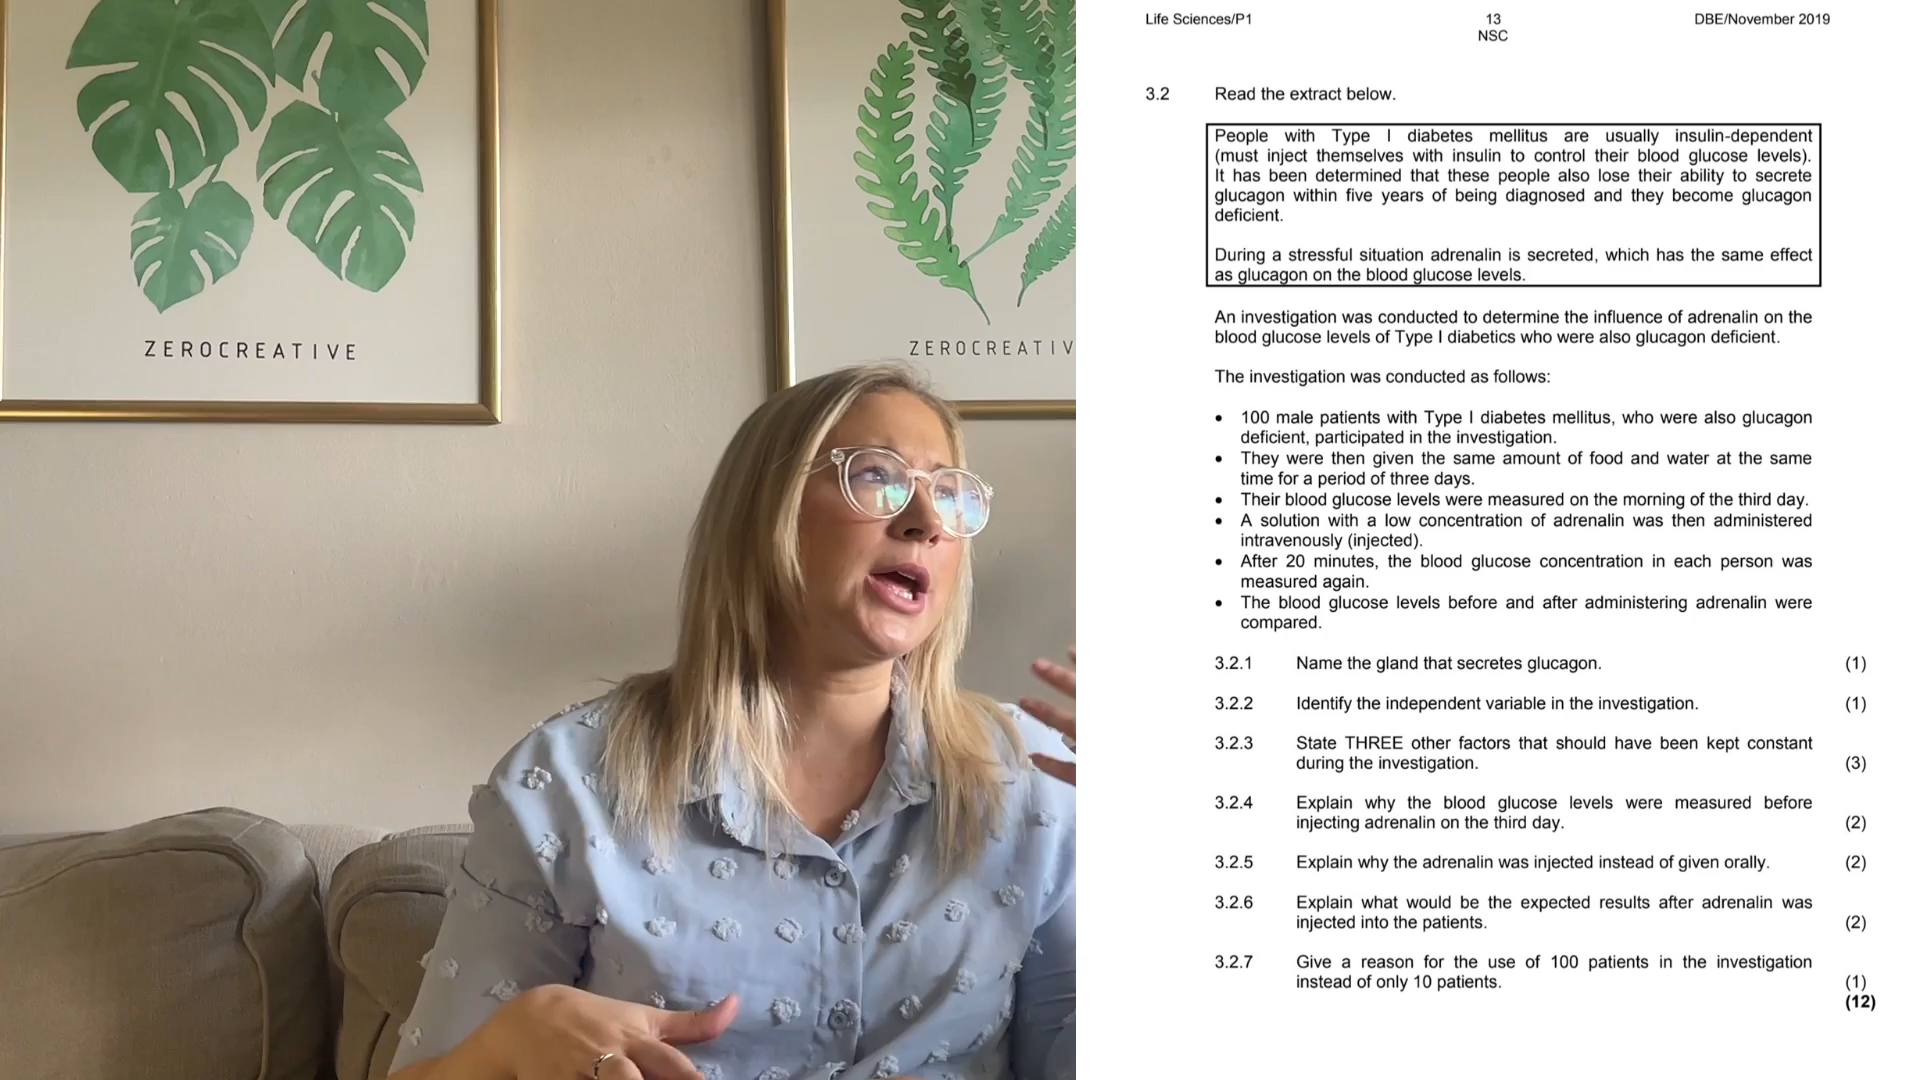 ZEROCREATIVE
ZEROCREATIV
Life Sciences/P1 13 DBE/November 2019
NSC
3.2 Read the extract below.
People with Type I diabetes mellitus are usually insulin-dependent
(must inject themselves with insulin to control their blood glucose levels).
It has been determined that these people also lose their ability to secrete
glucagon within five years of being diagnosed and they become glucagon
deficient.
During a stressful situation adrenalin is secreted, which has the same effect
as glucagon on the blood glucose levels.
An investigation was conducted to determine the influence of adrenalin on the
blood glucose levels of Type I diabetics who were also glucagon deficient.
The investigation was conducted as follows:
• 100 male patients with Type I diabetes mellitus, who were also glucagon
deficient, participated in the investigation.
• They were then given the same amount of food and water at the same
time for a period of three days.
• Their blood glucose levels were measured on the morning of the third day.
• A solution with a low concentration of adrenalin was then administered
intravenously (injected).
• After 20 minutes, the blood glucose concentration in each person was
measured again.
• The blood glucose levels before and after administering adrenalin were
compared.
3.2.1 Name the gland that secretes glucagon. (1)
3.2.2 Identify the independent variable in the investigation. (1)
3.2.3 State THREE other factors that should have been kept constant
during the investigation. (3)
3.2.4 Explain why the blood glucose levels were measured before
injecting adrenalin on the third day. (2)
3.2.5 Explain why the adrenalin was injected instead of given orally. (2)
3.2.6 Explain what would be the expected results after adrenalin was
injected into the patients. (2)
3.2.7 Give a reason for the use of 100 patients in the investigation
instead of only 10 patients. (1)
(12)